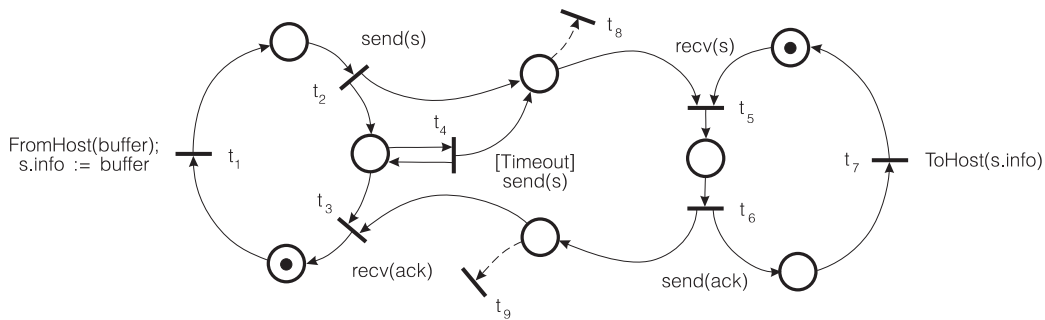 send(s)
t8
recv(s)
t2
t5
t4
FromHost(buffer);
s.info := buffer
t1
[Timeout]
send(s)
t7
ToHost(s.info)
t3
t6
recv(ack)
send(ack)
t9